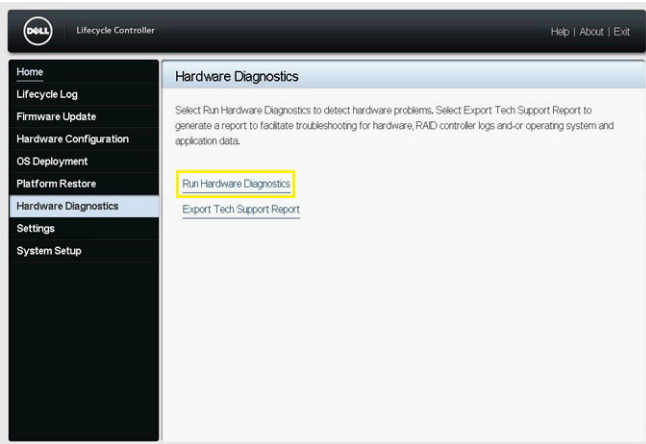 DELL
Lifecycle Controller
Help | About | Exit
Home
Lifecycle Log
Firmware Update
Hardware Configuration
OS Deployment
Platform Restore
Hardware Diagnostics
Settings
System Setup
Hardware Diagnostics
Select Run Hardware Diagnostics to detect hardware problems. Select Export Tech Support Report to
generate a report to facilitate troubleshooting for hardware, RAID controller logs and-or operating system and
application data.
Run Hardware Diagnostics
Export Tech Support Report